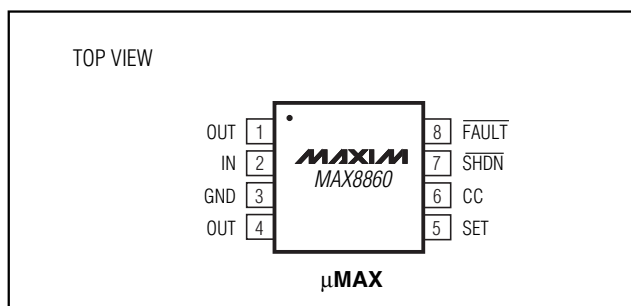 TOP VIEW
OUT 1
IN 2
GND 3
OUT 4
MAXIM
MAX8860
8 FAULT
7 SHDN
6 CC
5 SET
µMAX